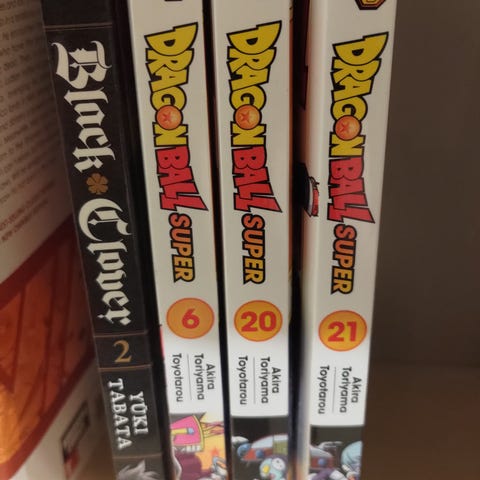 Black Clover
2
YŪKI
TABATA
DRAGON BALL
SUPER
6
Akira
Toriyama
Toyotarou
DRAGON BALL
SUPER
20
Akira
Toriyama
Toyotarou
DRAGON BALL
SUPER
21
Akira
Toriyama
Toyotarou